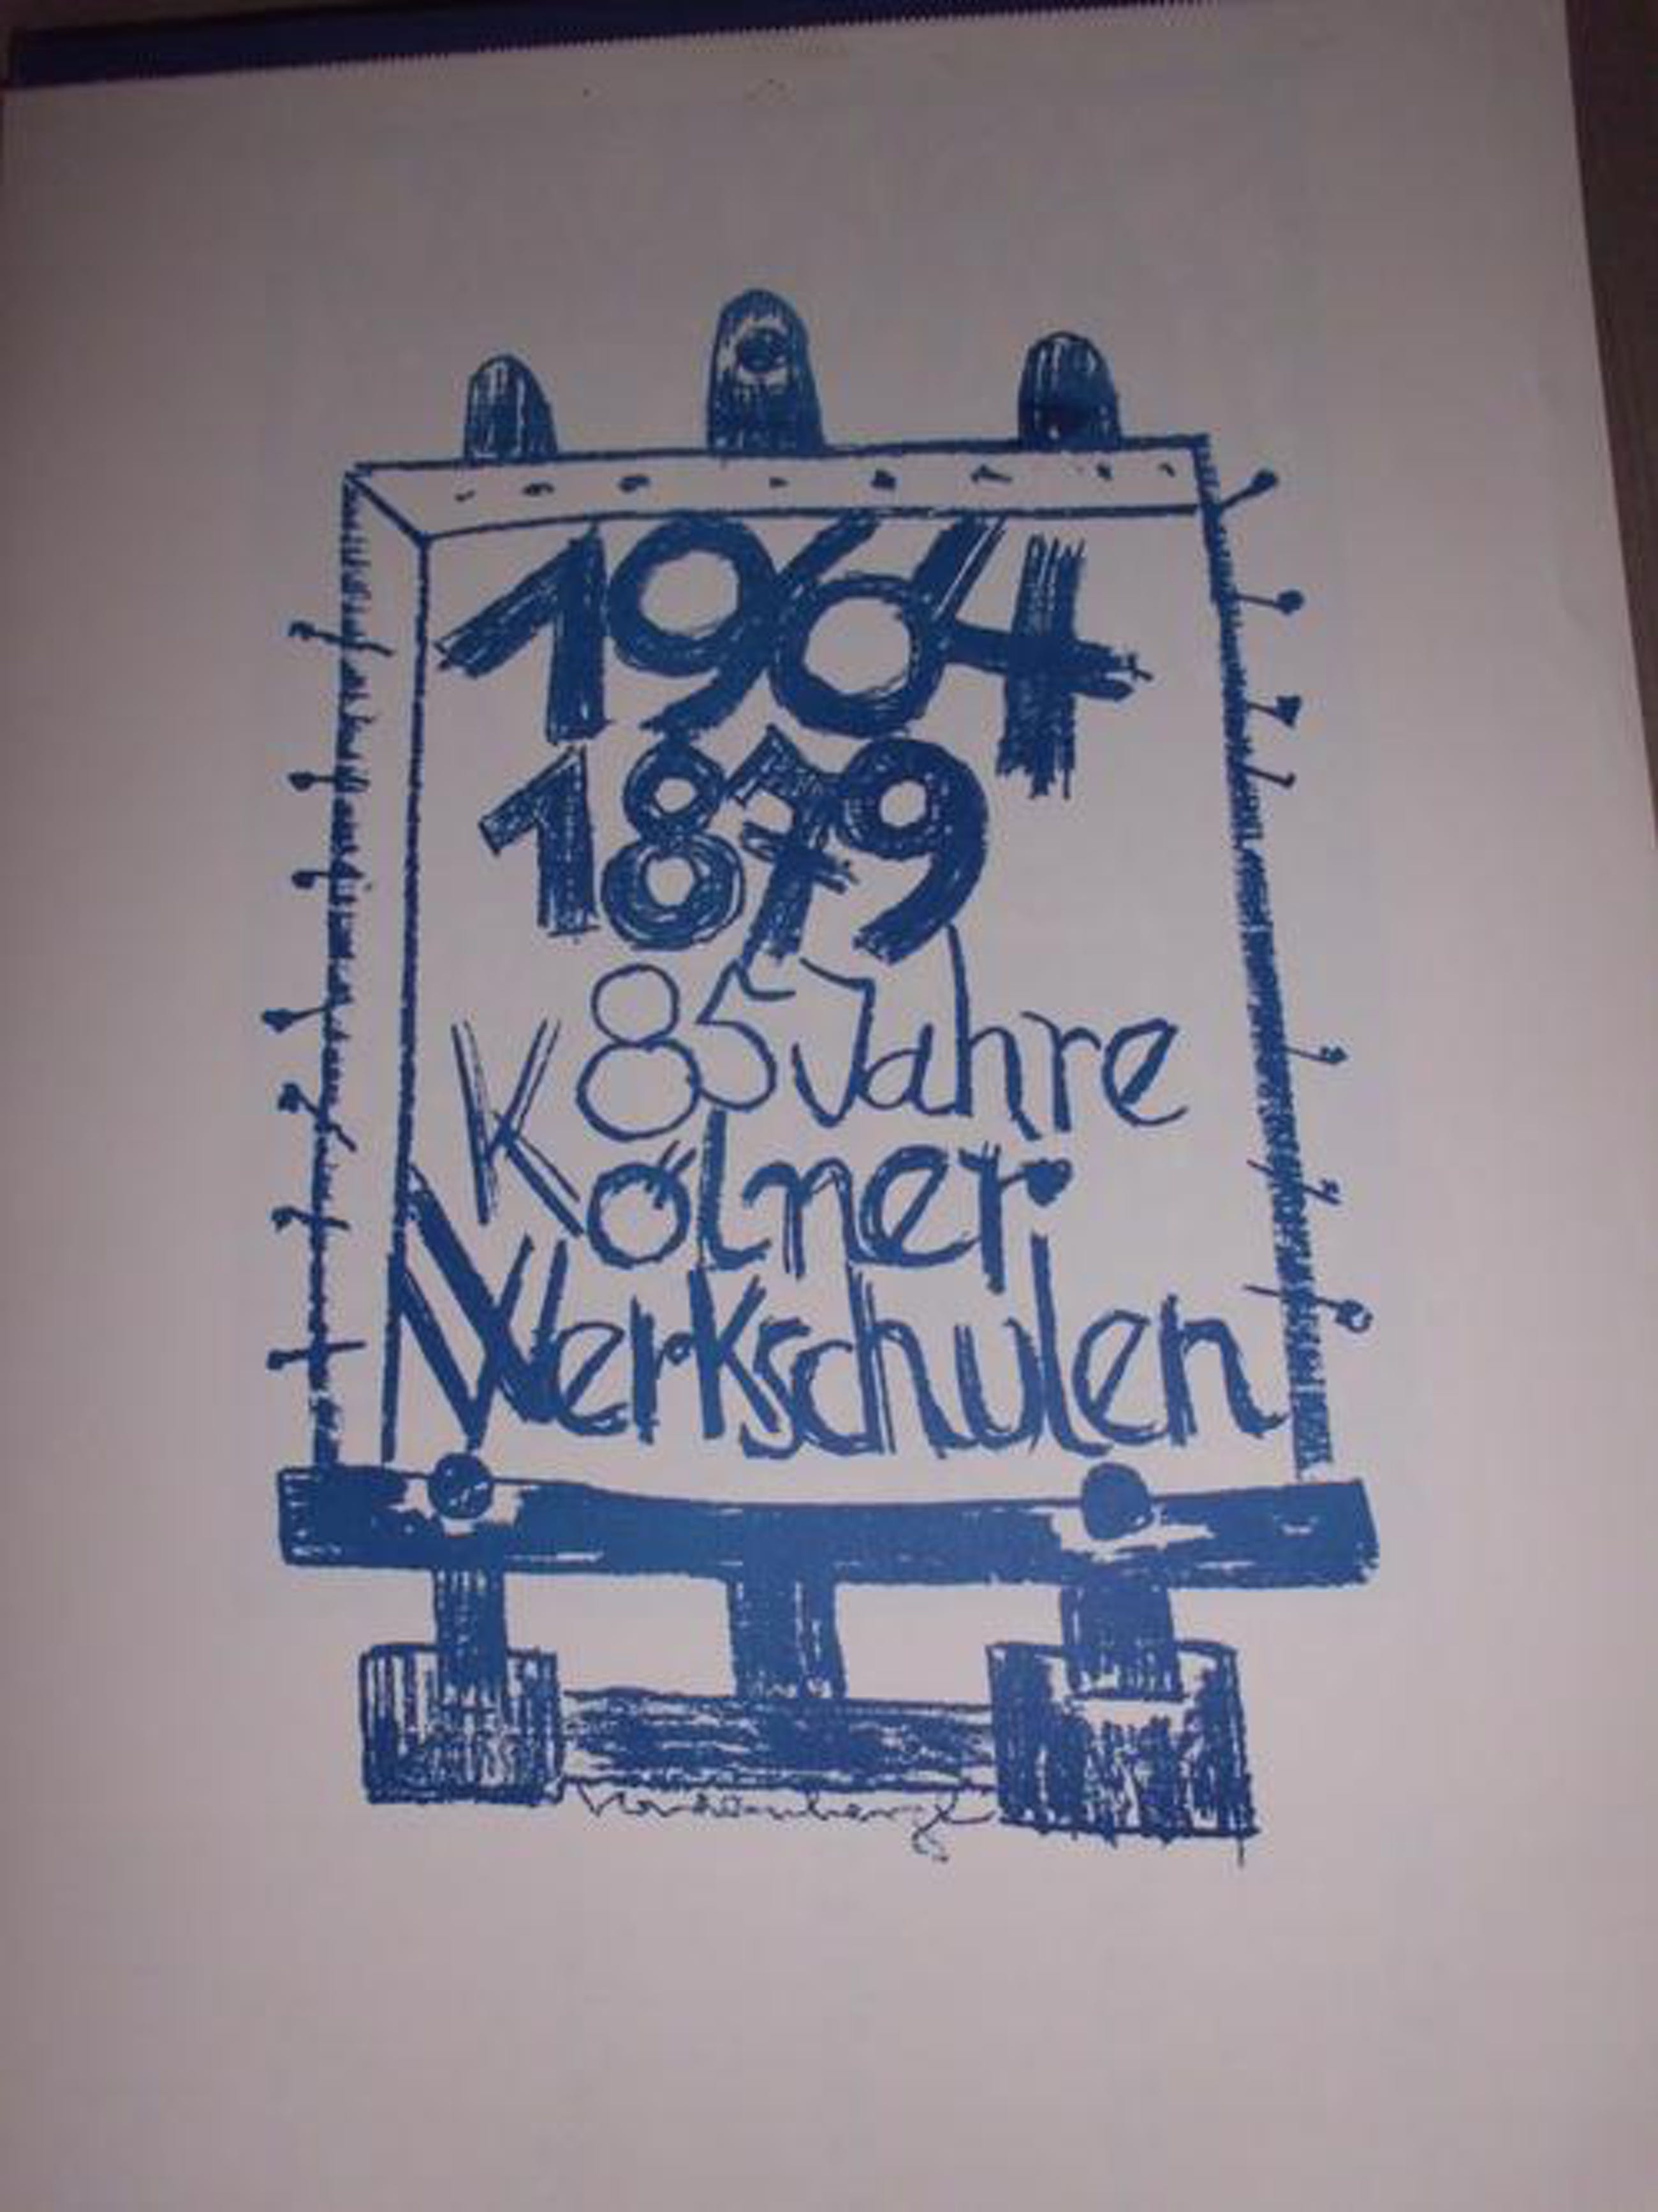 1964
1879
85 Jahre
Kölner
Werkschulen